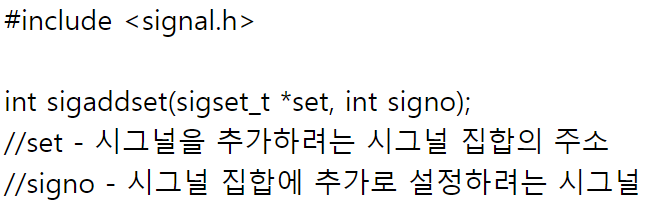 #include <signal.h>
int sigaddset(sigset_t *set, int signo);
//set - 시그널을 추가하려는 시그널 집합의 주소
//signo - 시그널 집합에 추가로 설정하려는 시그널